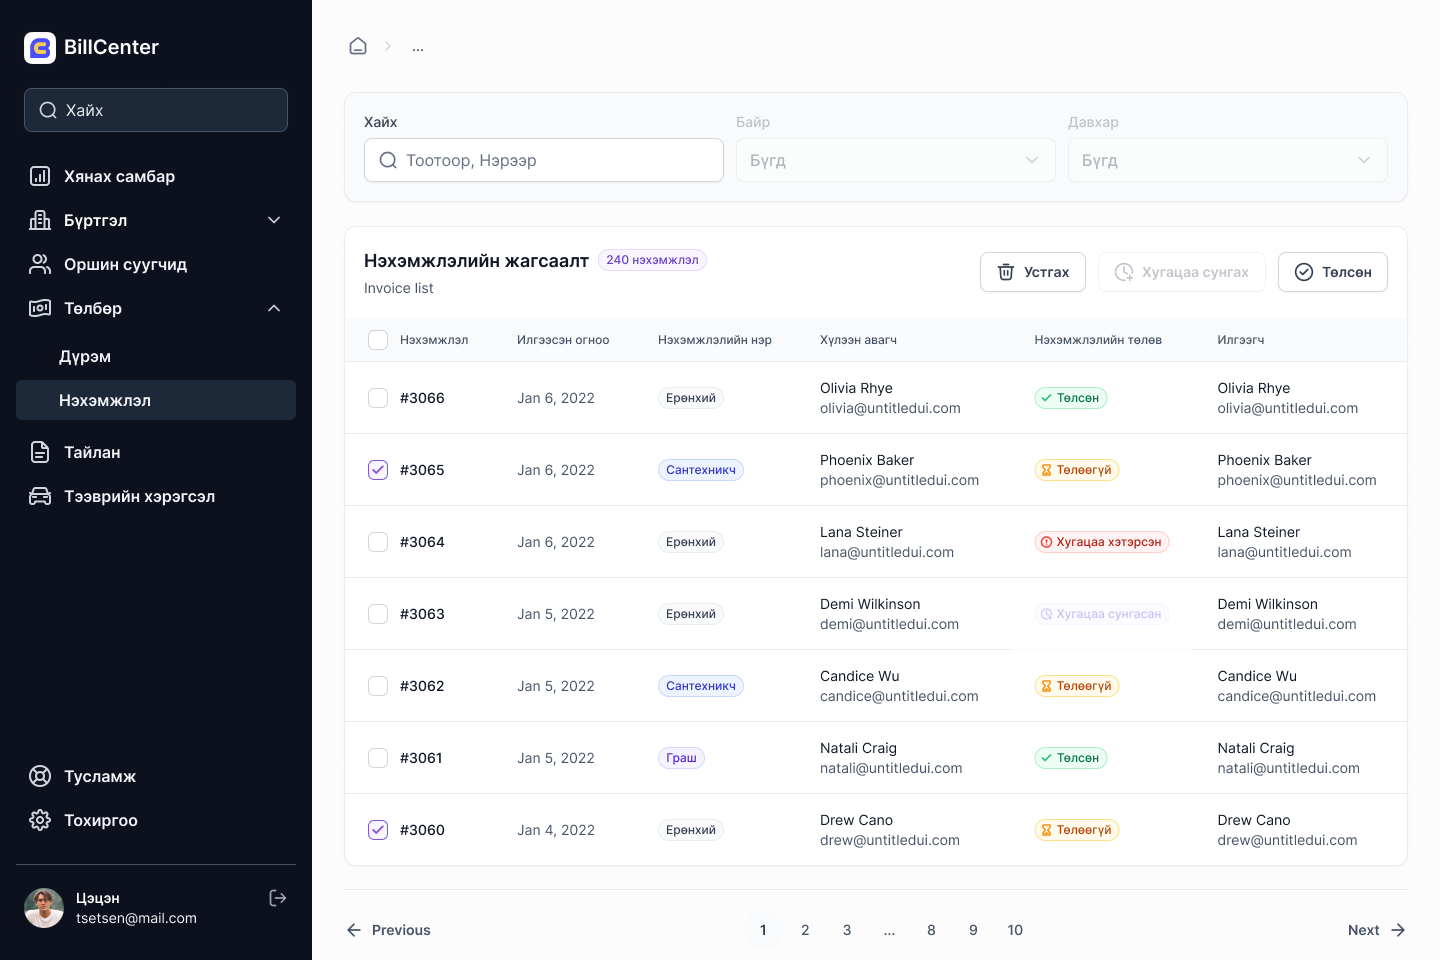 BillCenter
Хайх
Хянах самбар
Бүртгэл
Оршин суугчид
Төлбөр
Дүрэм
Нэхэмжлэл
Тайлан
Тээврийн хэрэгсэл
Тусламж
Тохиргоо
Цэцэн
tsetsen@mail.com
...
Хайх Байр Давхар
Тоотоор, Нэрээр Бүгд Бүгд
Нэхэмжлэлийн жагсаалт 240 нэхэмжлэл
Invoice list
Устгах Хугацаа сунгах Төлсөн
Нэхэмжлэл Илгээсэн огноо Нэхэмжлэлийн нэр Хүлээн авагч Нэхэмжлэлийн төлөв Илгээгч
#3066 Jan 6, 2022 Ерөнхий Olivia Rhye Төлсөн Olivia Rhye
olivia@untitledui.com olivia@untitledui.com
#3065 Jan 6, 2022 Сантехникч Phoenix Baker Төлөөгүй Phoenix Baker
phoenix@untitledui.com phoenix@untitledui.com
#3064 Jan 6, 2022 Ерөнхий Lana Steiner Хугацаа хэтэрсэн Lana Steiner
lana@untitledui.com lana@untitledui.com
#3063 Jan 5, 2022 Ерөнхий Demi Wilkinson Хугацаа сунгасан Demi Wilkinson
demi@untitledui.com demi@untitledui.com
#3062 Jan 5, 2022 Сантехникч Candice Wu Төлөөгүй Candice Wu
candice@untitledui.com candice@untitledui.com
#3061 Jan 5, 2022 Граш Natali Craig Төлсөн Natali Craig
natali@untitledui.com natali@untitledui.com
#3060 Jan 4, 2022 Ерөнхий Drew Cano Төлөөгүй Drew Cano
drew@untitledui.com drew@untitledui.com
Previous 1 2 3 ... 8 9 10 Next